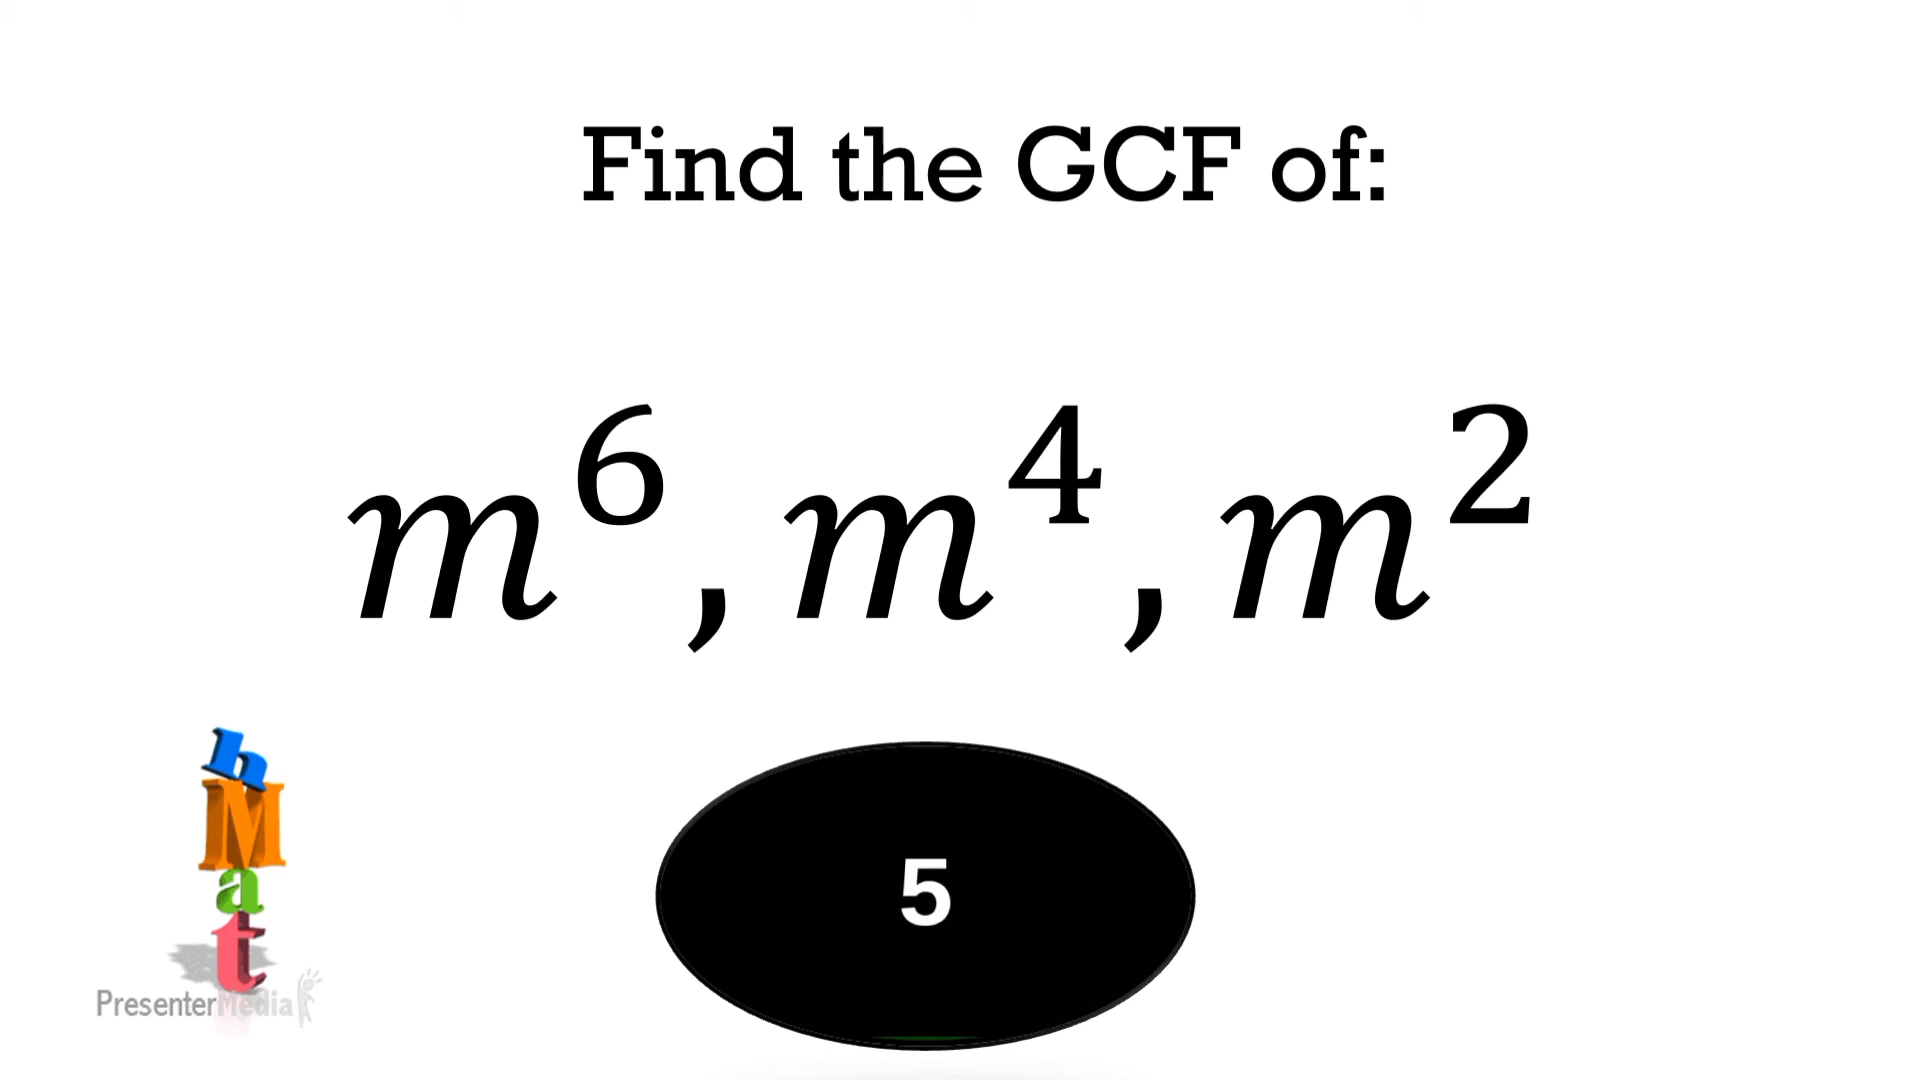 Find the GCF of:
𝑚⁶, 𝑚⁴, 𝑚²
h
M
a
t
5
PresenterMedia